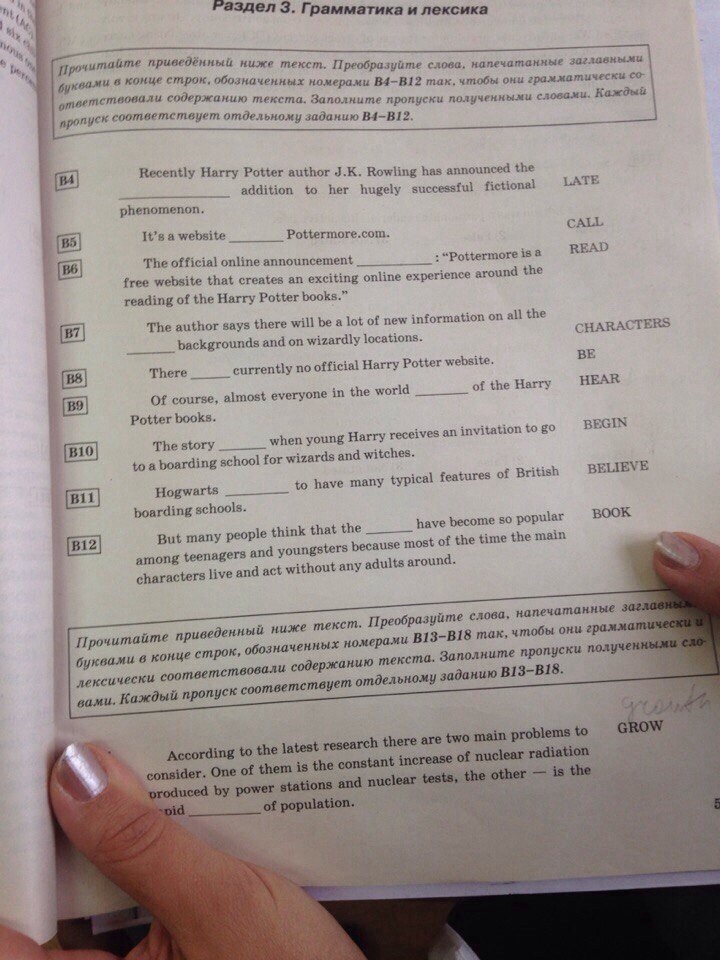 Раздел 3. Грамматика и лексика
Прочитайте приведённый ниже текст. Преобразуйте слова, напечатанные заглавными
буквами в конце строк, обозначенных номерами B4–B12 так, чтобы они грамматически со-
ответствовали содержанию текста. Заполните пропуски полученными словами. Каждый
пропуск соответствует отдельному заданию B4–B12.
B4 Recently Harry Potter author J.K. Rowling has announced the
____________ addition to her hugely successful fictional LATE
phenomenon.
B5 It's a website _______ Pottermore.com. CALL
B6 The official online announcement _________ : “Pottermore is a READ
free website that creates an exciting online experience around the
reading of the Harry Potter books.”
B7 The author says there will be a lot of new information on all the
______ backgrounds and on wizardly locations. CHARACTERS
B8 There _____ currently no official Harry Potter website. BE
B9 Of course, almost everyone in the world _______ of the Harry HEAR
Potter books.
B10 The story ______ when young Harry receives an invitation to go BEGIN
to a boarding school for wizards and witches.
B11 Hogwarts ________ to have many typical features of British BELIEVE
boarding schools.
B12 But many people think that the ______ have become so popular BOOK
among teenagers and youngsters because most of the time the main
characters live and act without any adults around.
Прочитайте приведенный ниже текст. Преобразуйте слова, напечатанные заглавным
буквами в конце строк, обозначенных номерами B13–B18 так, чтобы они грамматически и
лексически соответствовали содержанию текста. Заполните пропуски полученными сло-
вами. Каждый пропуск соответствует отдельному заданию B13–B18.
growth
According to the latest research there are two main problems to GROW
consider. One of them is the constant increase of nuclear radiation
produced by power stations and nuclear tests, the other — is the
pid _________ of population.
5